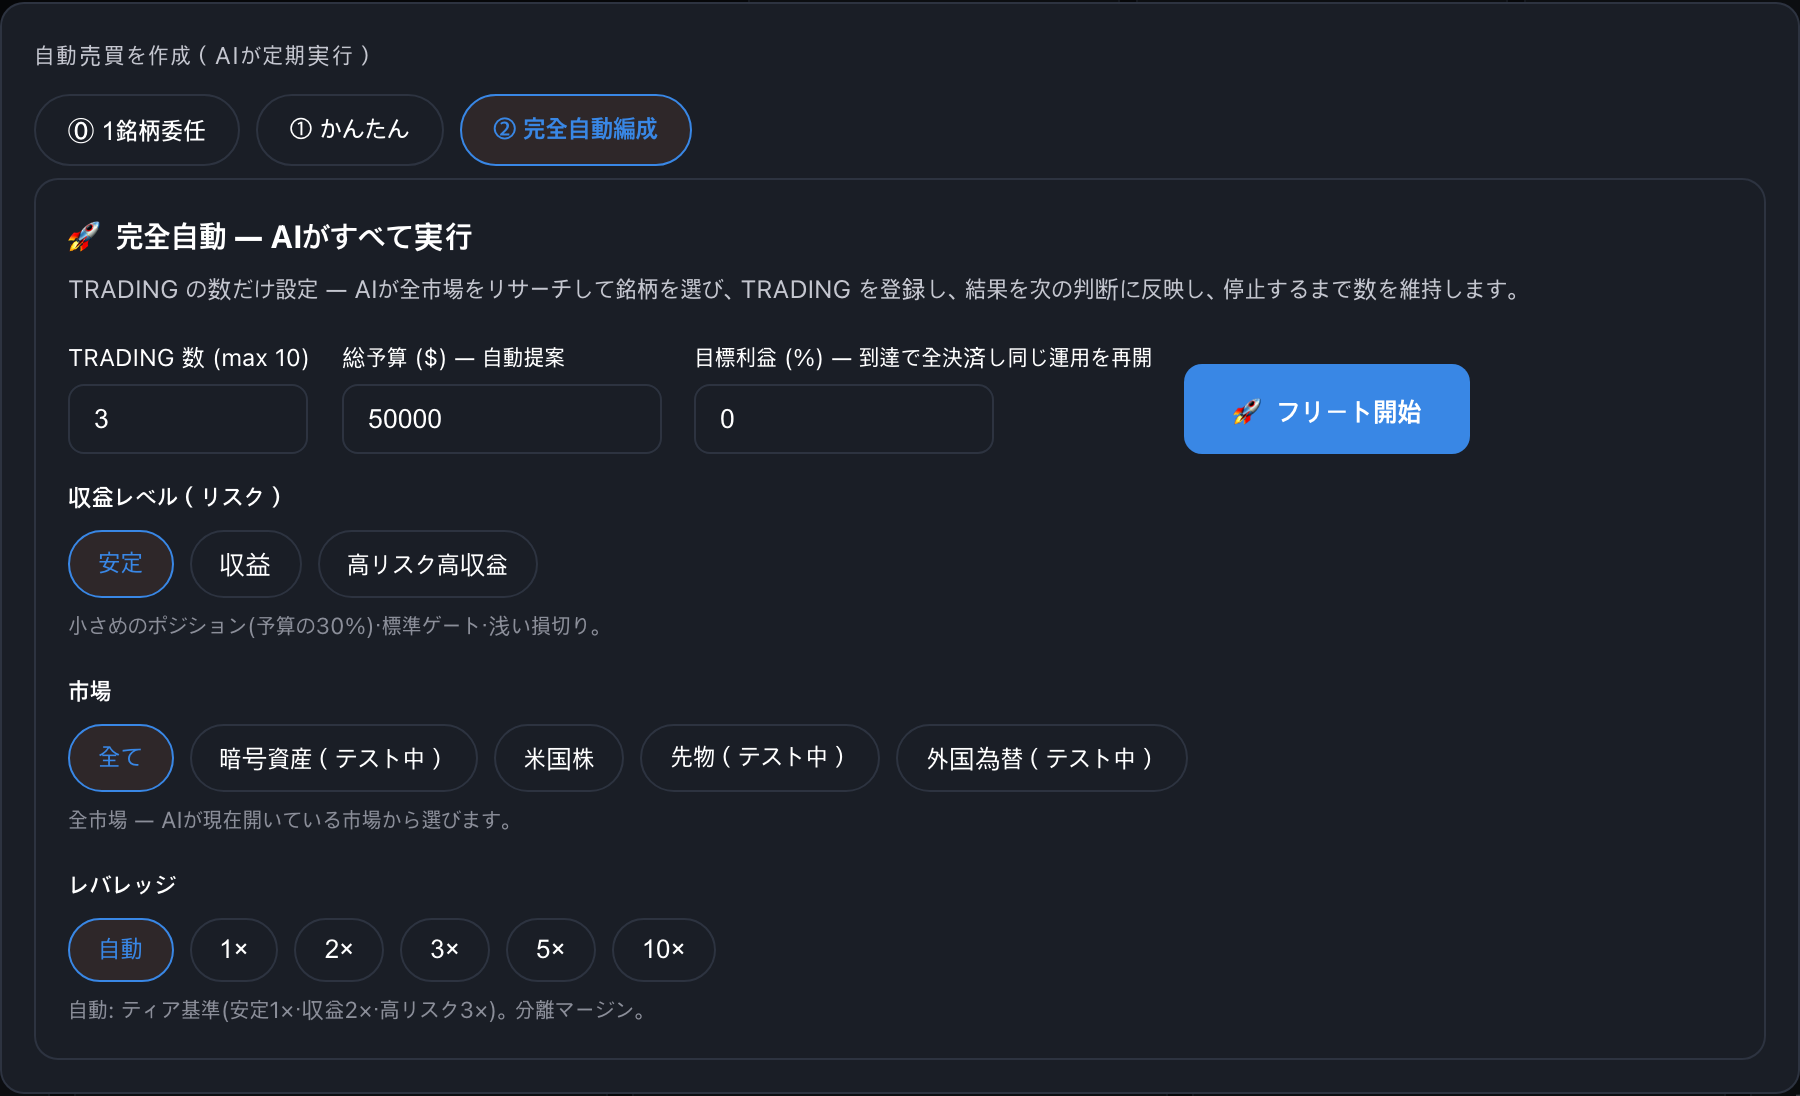 自動売買を作成 ( AIが定期実行 )
⓪ 1銘柄委任
① かんたん
② 完全自動編成
🚀 完全自動 — AIがすべて実行
TRADING の数だけ設定 — AIが全市場をリサーチして銘柄を選び、TRADING を登録し、結果を次の判断に反映し、停止するまで数を維持します。
TRADING 数 (max 10)
総予算 ($) — 自動提案
目標利益 (%) — 到達で全決済し同じ運用を再開
3
50000
0
🚀 フリート開始
収益レベル ( リスク )
安定
収益
高リスク高収益
小さめのポジション(予算の30%)·標準ゲート·浅い損切り。
市場
全て
暗号資産 ( テスト中 )
米国株
先物 ( テスト中 )
外国為替 ( テスト中 )
全市場 — AIが現在開いている市場から選びます。
レバレッジ
自動
1×
2×
3×
5×
10×
自動: ティア基準(安定1×·収益2×·高リスク3×)。分離マージン。